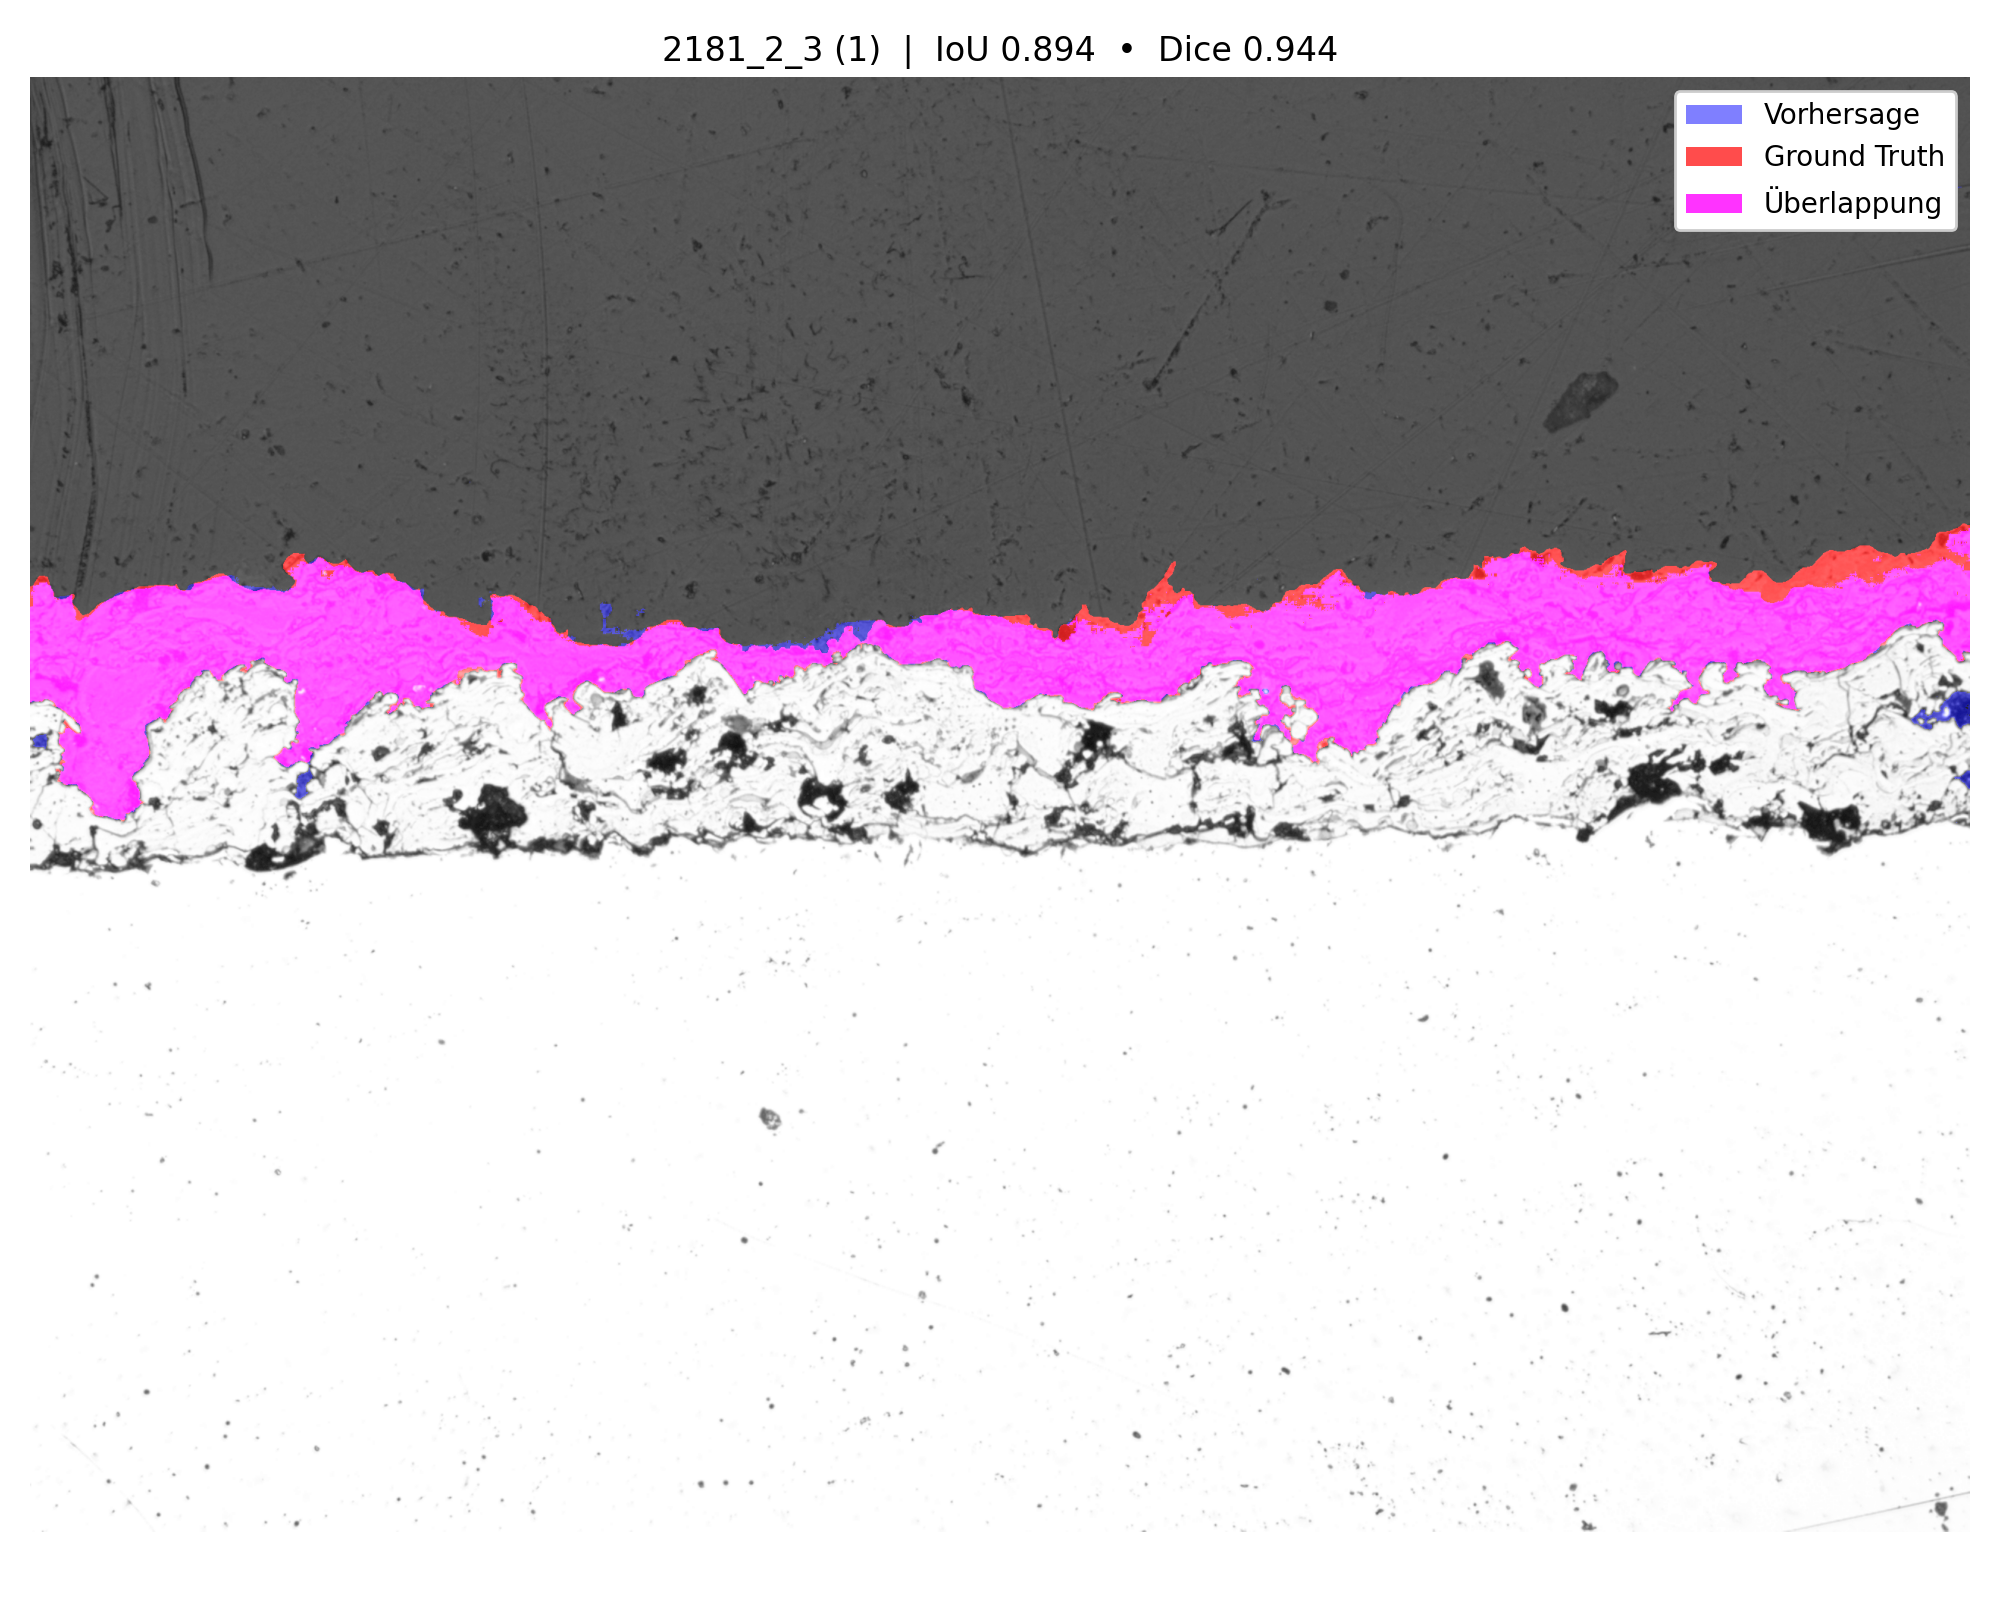 2181_2_3 (1) | IoU 0.894 • Dice 0.944
Vorhersage
Ground Truth
Überlappung